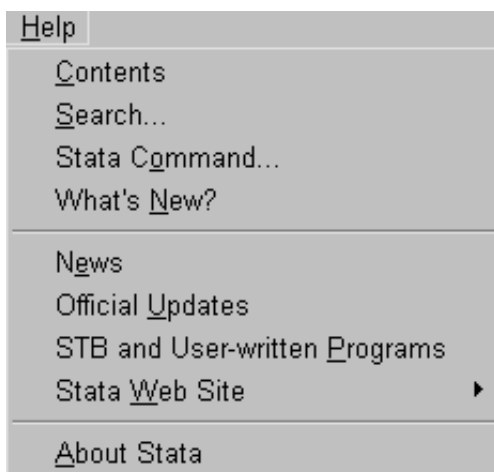 Help
Contents
Search...
Stata Command...
What's New?
News
Official Updates
STB and User-written Programs
Stata Web Site
About Stata